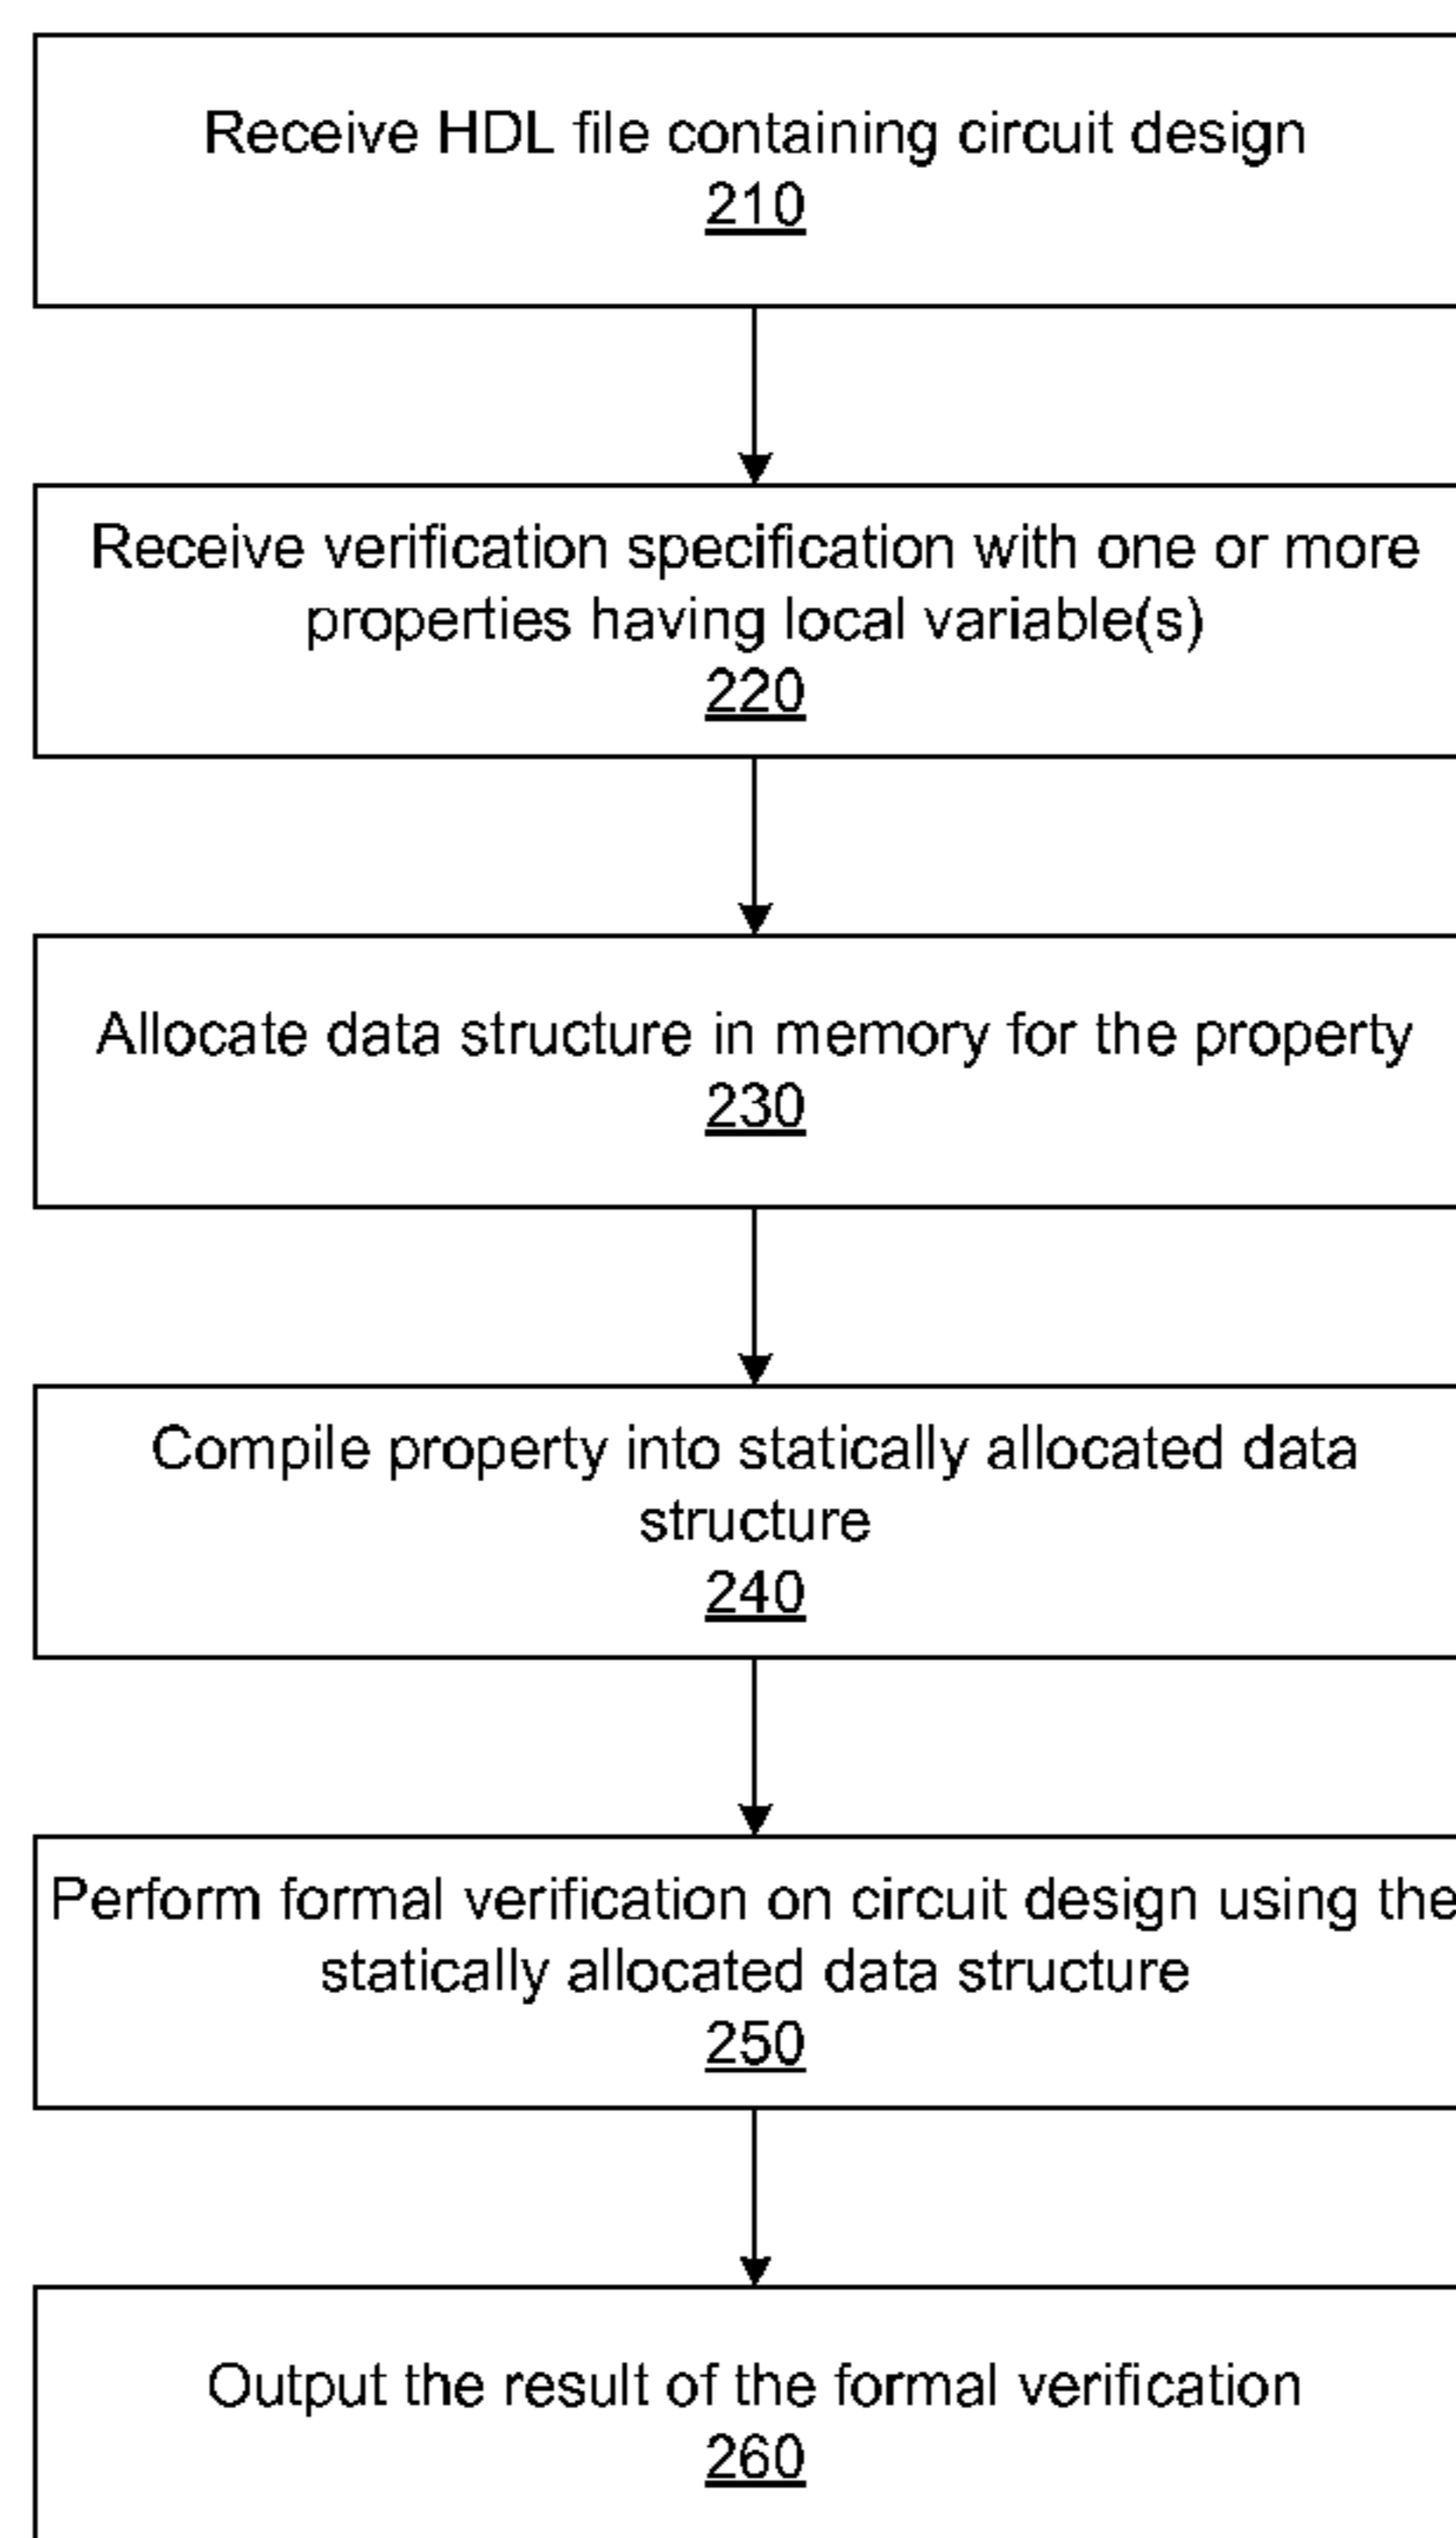 Receive HDL file containing circuit design
210
Receive verification specification with one or more
properties having local variable(s)
220
Allocate data structure in memory for the property
230
Compile property into statically allocated data
structure
240
Perform formal verification on circuit design using the
statically allocated data structure
250
Output the result of the formal verification
260